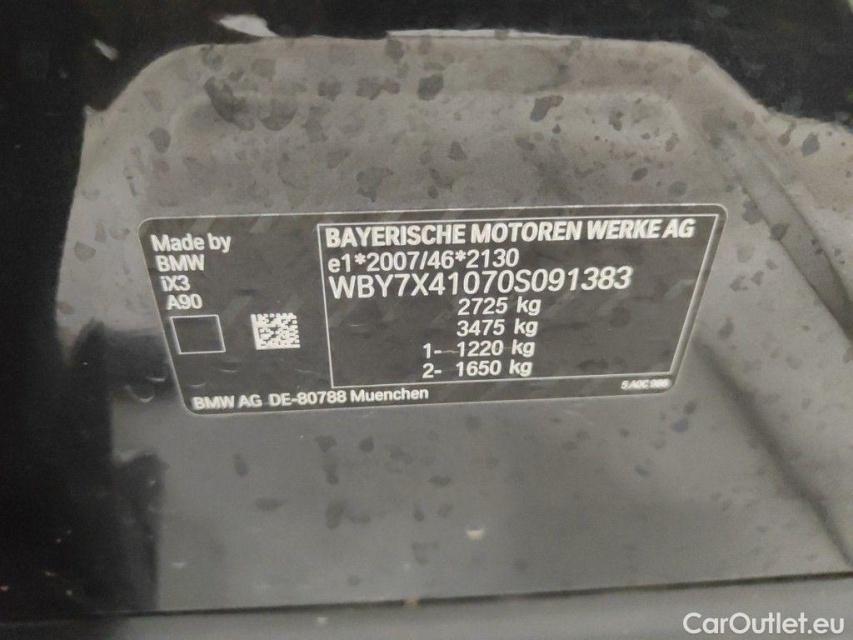 Made by
BMW
iX3
A90
BAYERISCHE MOTOREN WERKE AG
e1*2007/46*2130
WBY7X41070S091383
2725 kg
3475 kg
1- 1220 kg
2- 1650 kg
BMW AG DE-80788 Muenchen
CarOutlet.eu